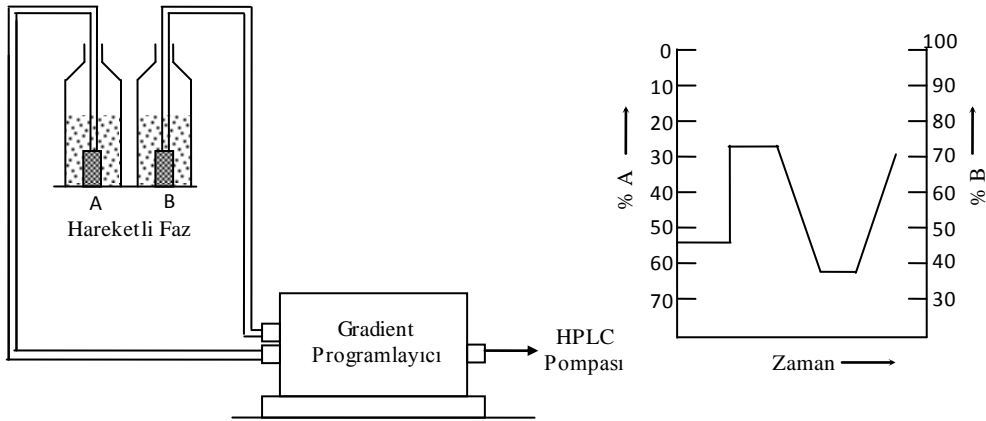 A
B
Hareketli Faz
Gradient
Programlayıcı
HPLC
Pompası
0
10
20
30
40
50
60
70
% A
100
90
80
70
60
50
40
30
% B
Zaman